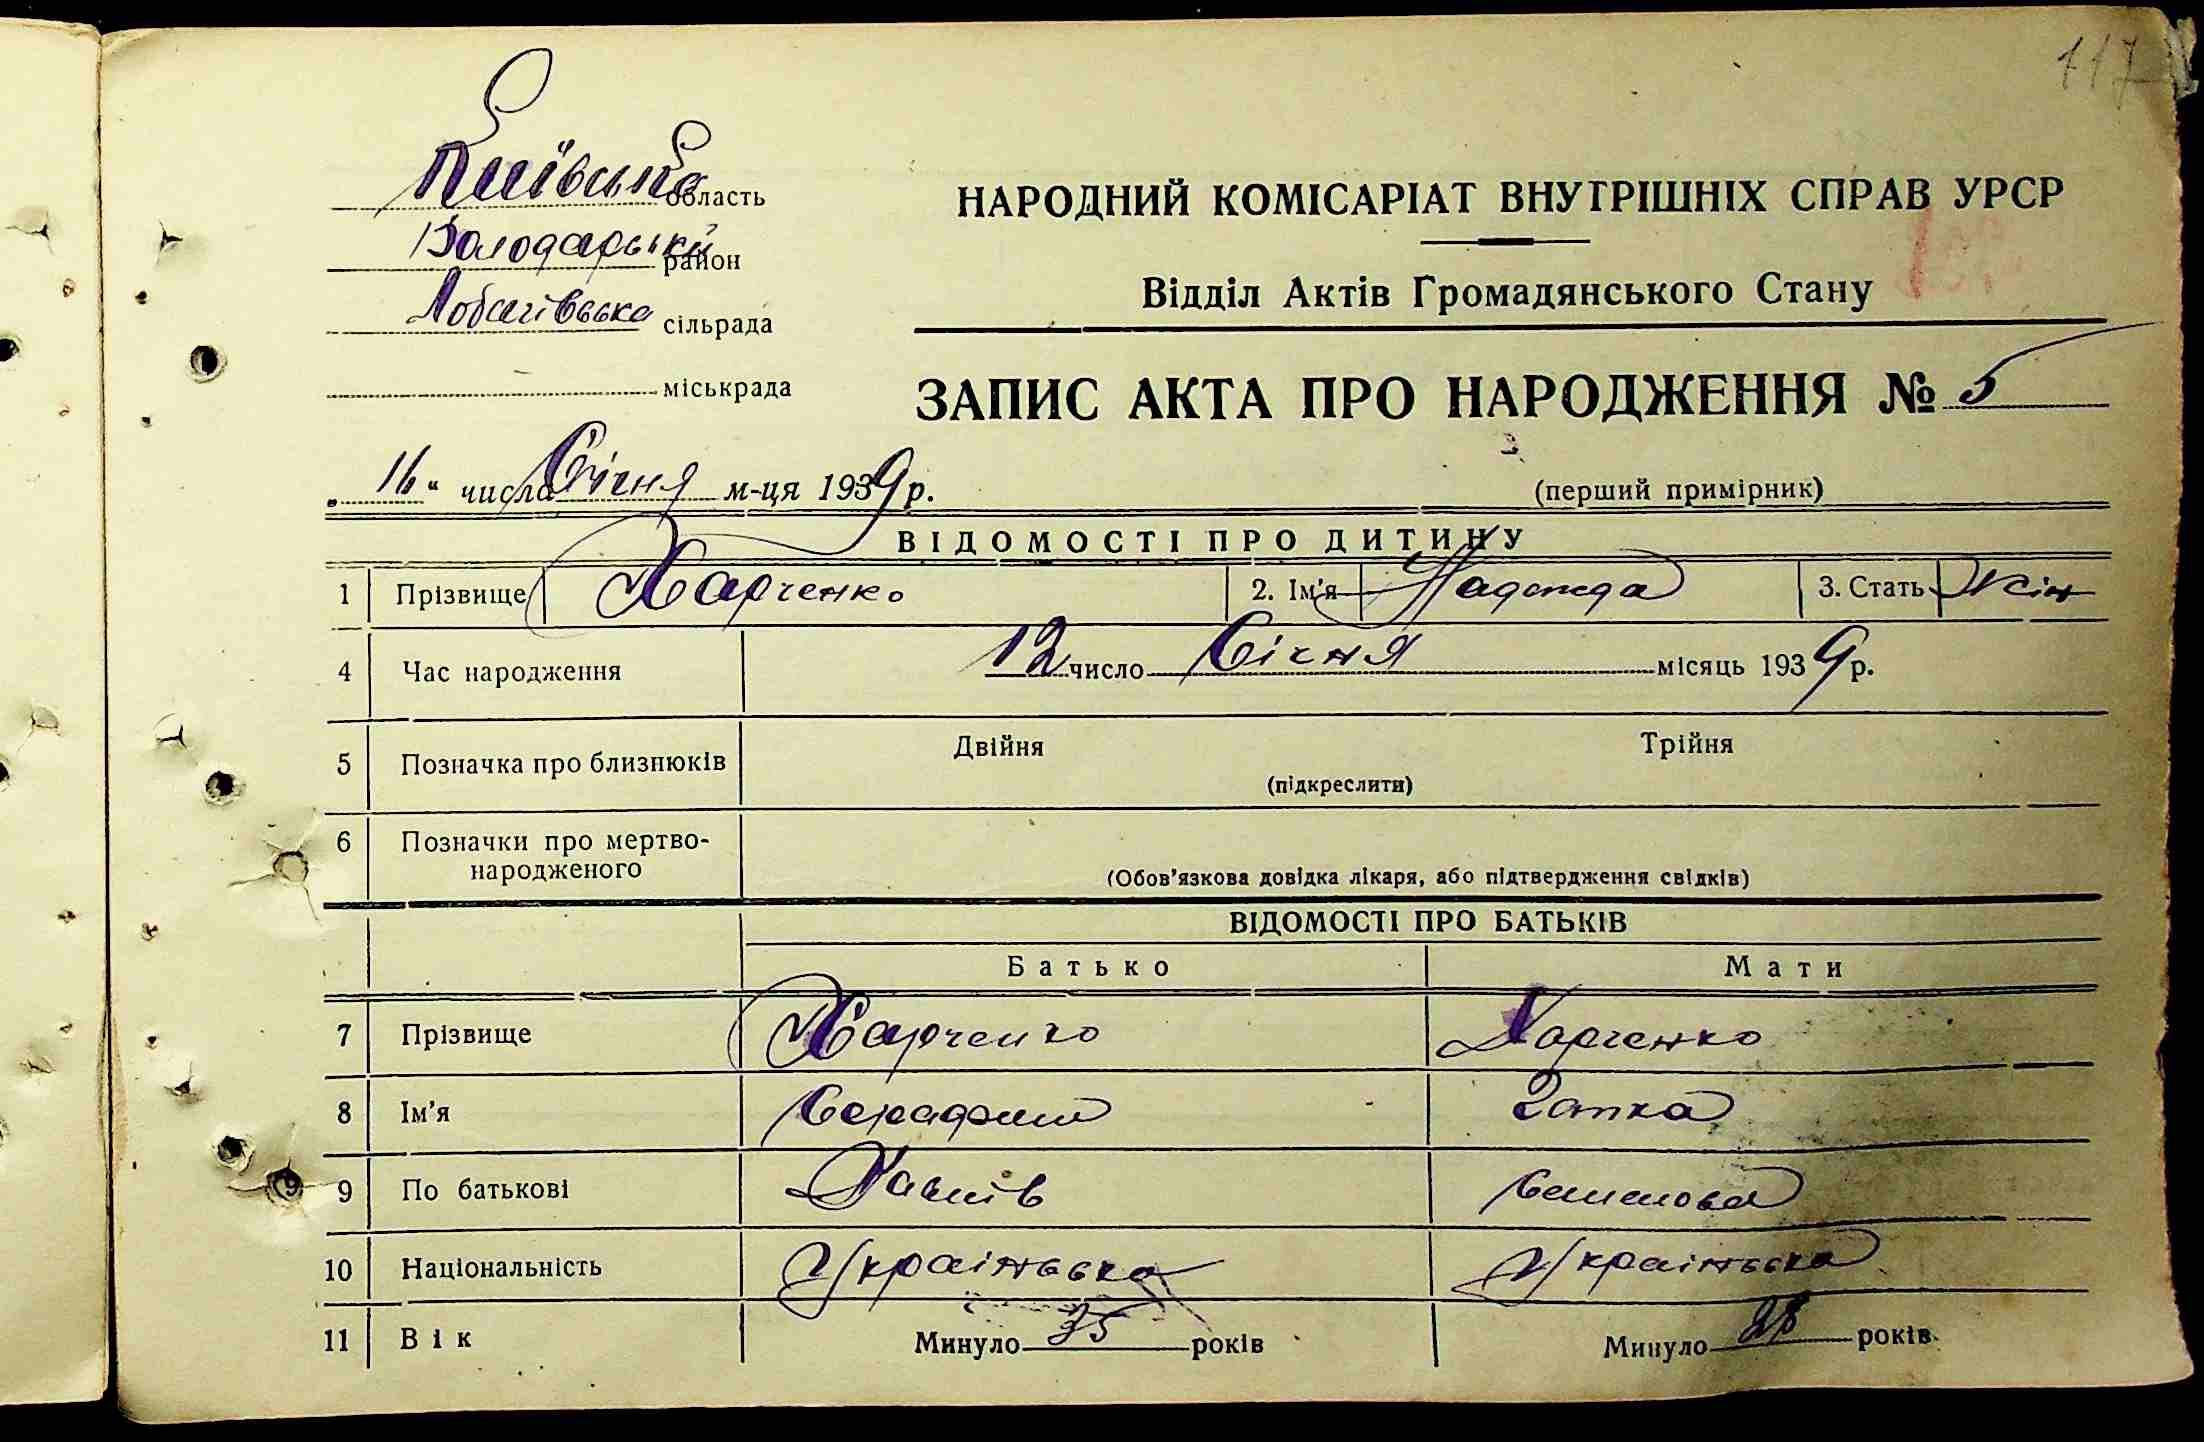 117
Київська область
Володарський район
Лобачівська сільрада
міськрада
НАРОДНИЙ КОМІСАРІАТ ВНУТРІШНІХ СПРАВ УРСР
Відділ Актів Громадянського Стану
ЗАПИС АКТА ПРО НАРОДЖЕННЯ № 5
„16“ числа Січня м-ця 1939 р.
(перший примірник)
ВІДОМОСТІ ПРО ДИТИНУ
1 Прізвище Харченко 2. Ім'я Надежда 3. Стать жін
4 Час народження 12 число Січня місяць 1939 р.
5 Позначка про близнюків Двійня Трійня
(підкреслити)
6 Позначки про мертво-
народженого
(Обов'язкова довідка лікаря, або підтвердження свідків)
ВІДОМОСТІ ПРО БАТЬКІВ
Батько Мати
7 Прізвище Харченко Харченко
8 Ім'я Серафим
9 По батькові
10 Національність Українська Українська
11 Вік Минуло 35 років Минуло 28 років